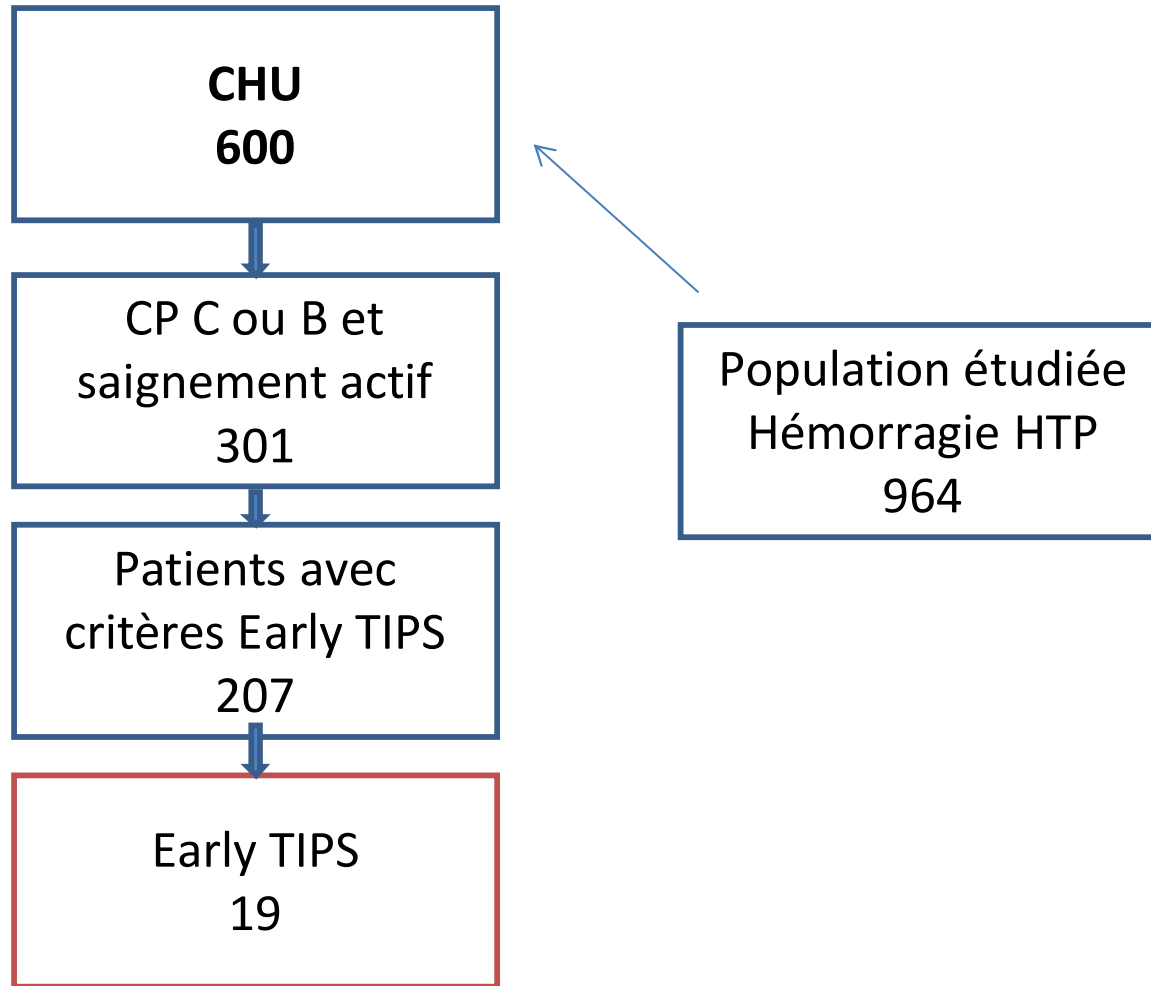 CHU
600
CP C ou B et
saignement actif
301
Patients avec
critères Early TIPS
207
Early TIPS
19
Population étudiée
Hémorragie HTP
964